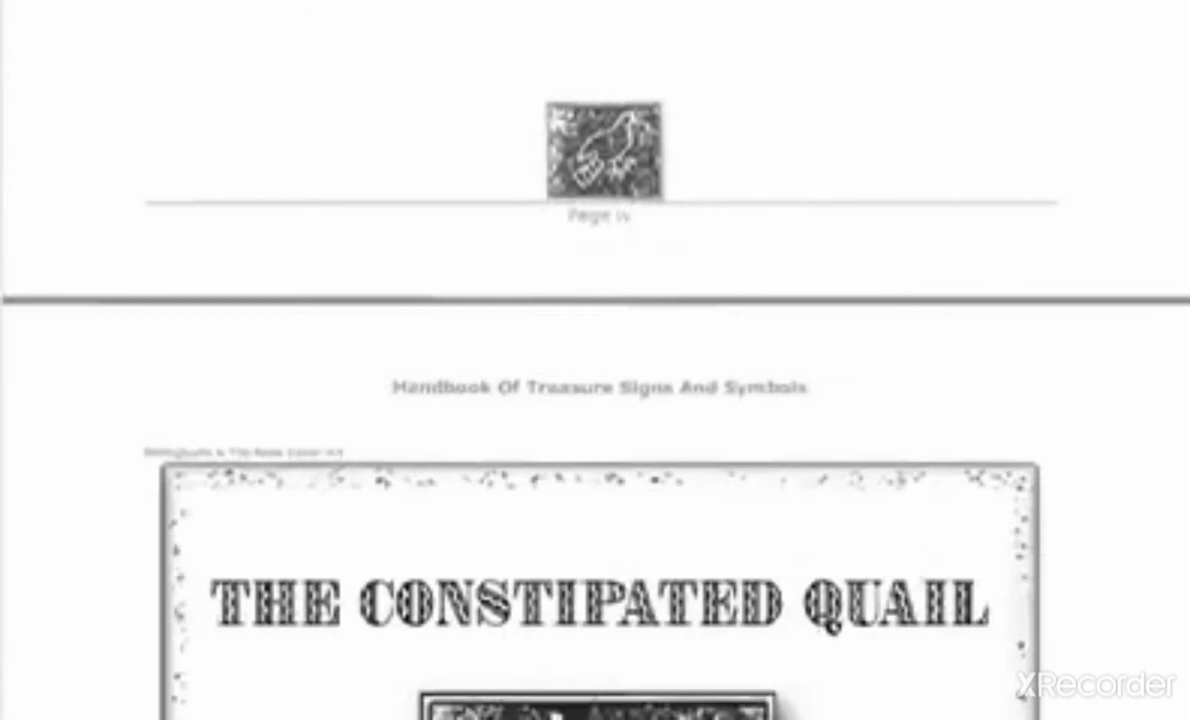 Page iv
Handbook Of Treasure Signs And Symbols
THE CONSTIPATED QUAIL
XRecorder